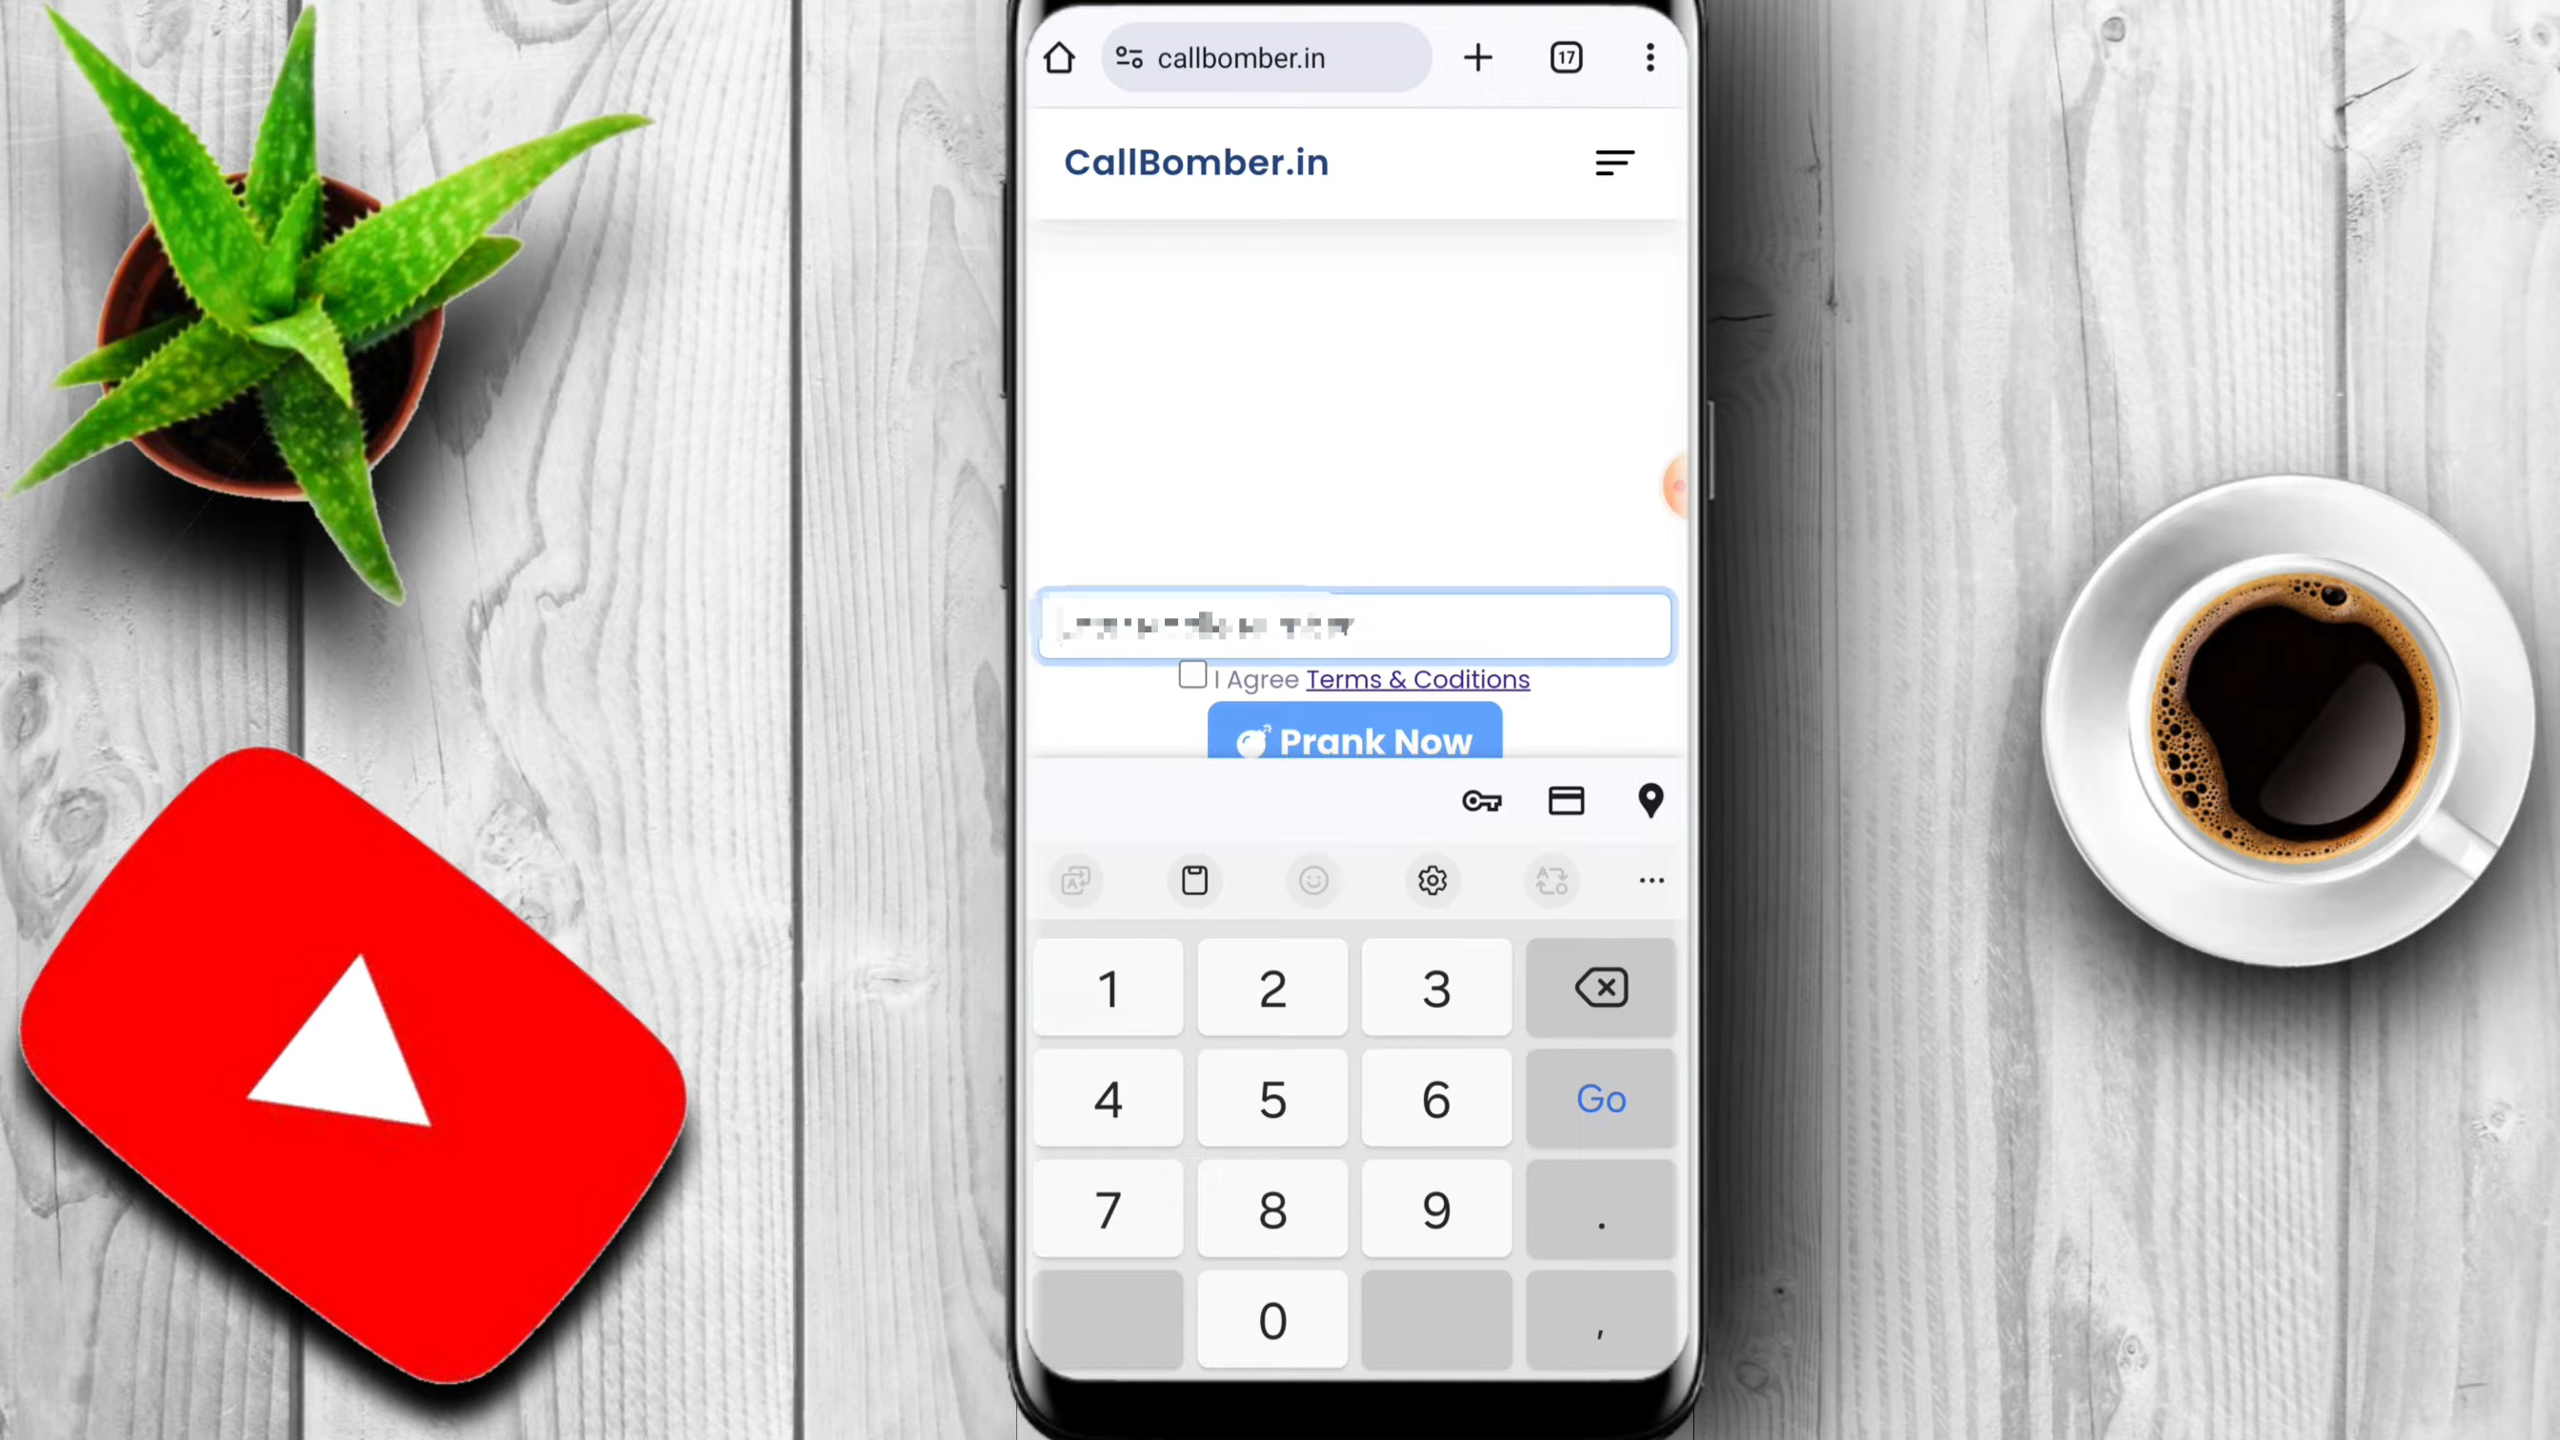 callbomber.in
17
CallBomber.in
I Agree Terms & Coditions
Prank Now
1 2 3
4 5 6 Go
7 8 9 .
0 ,